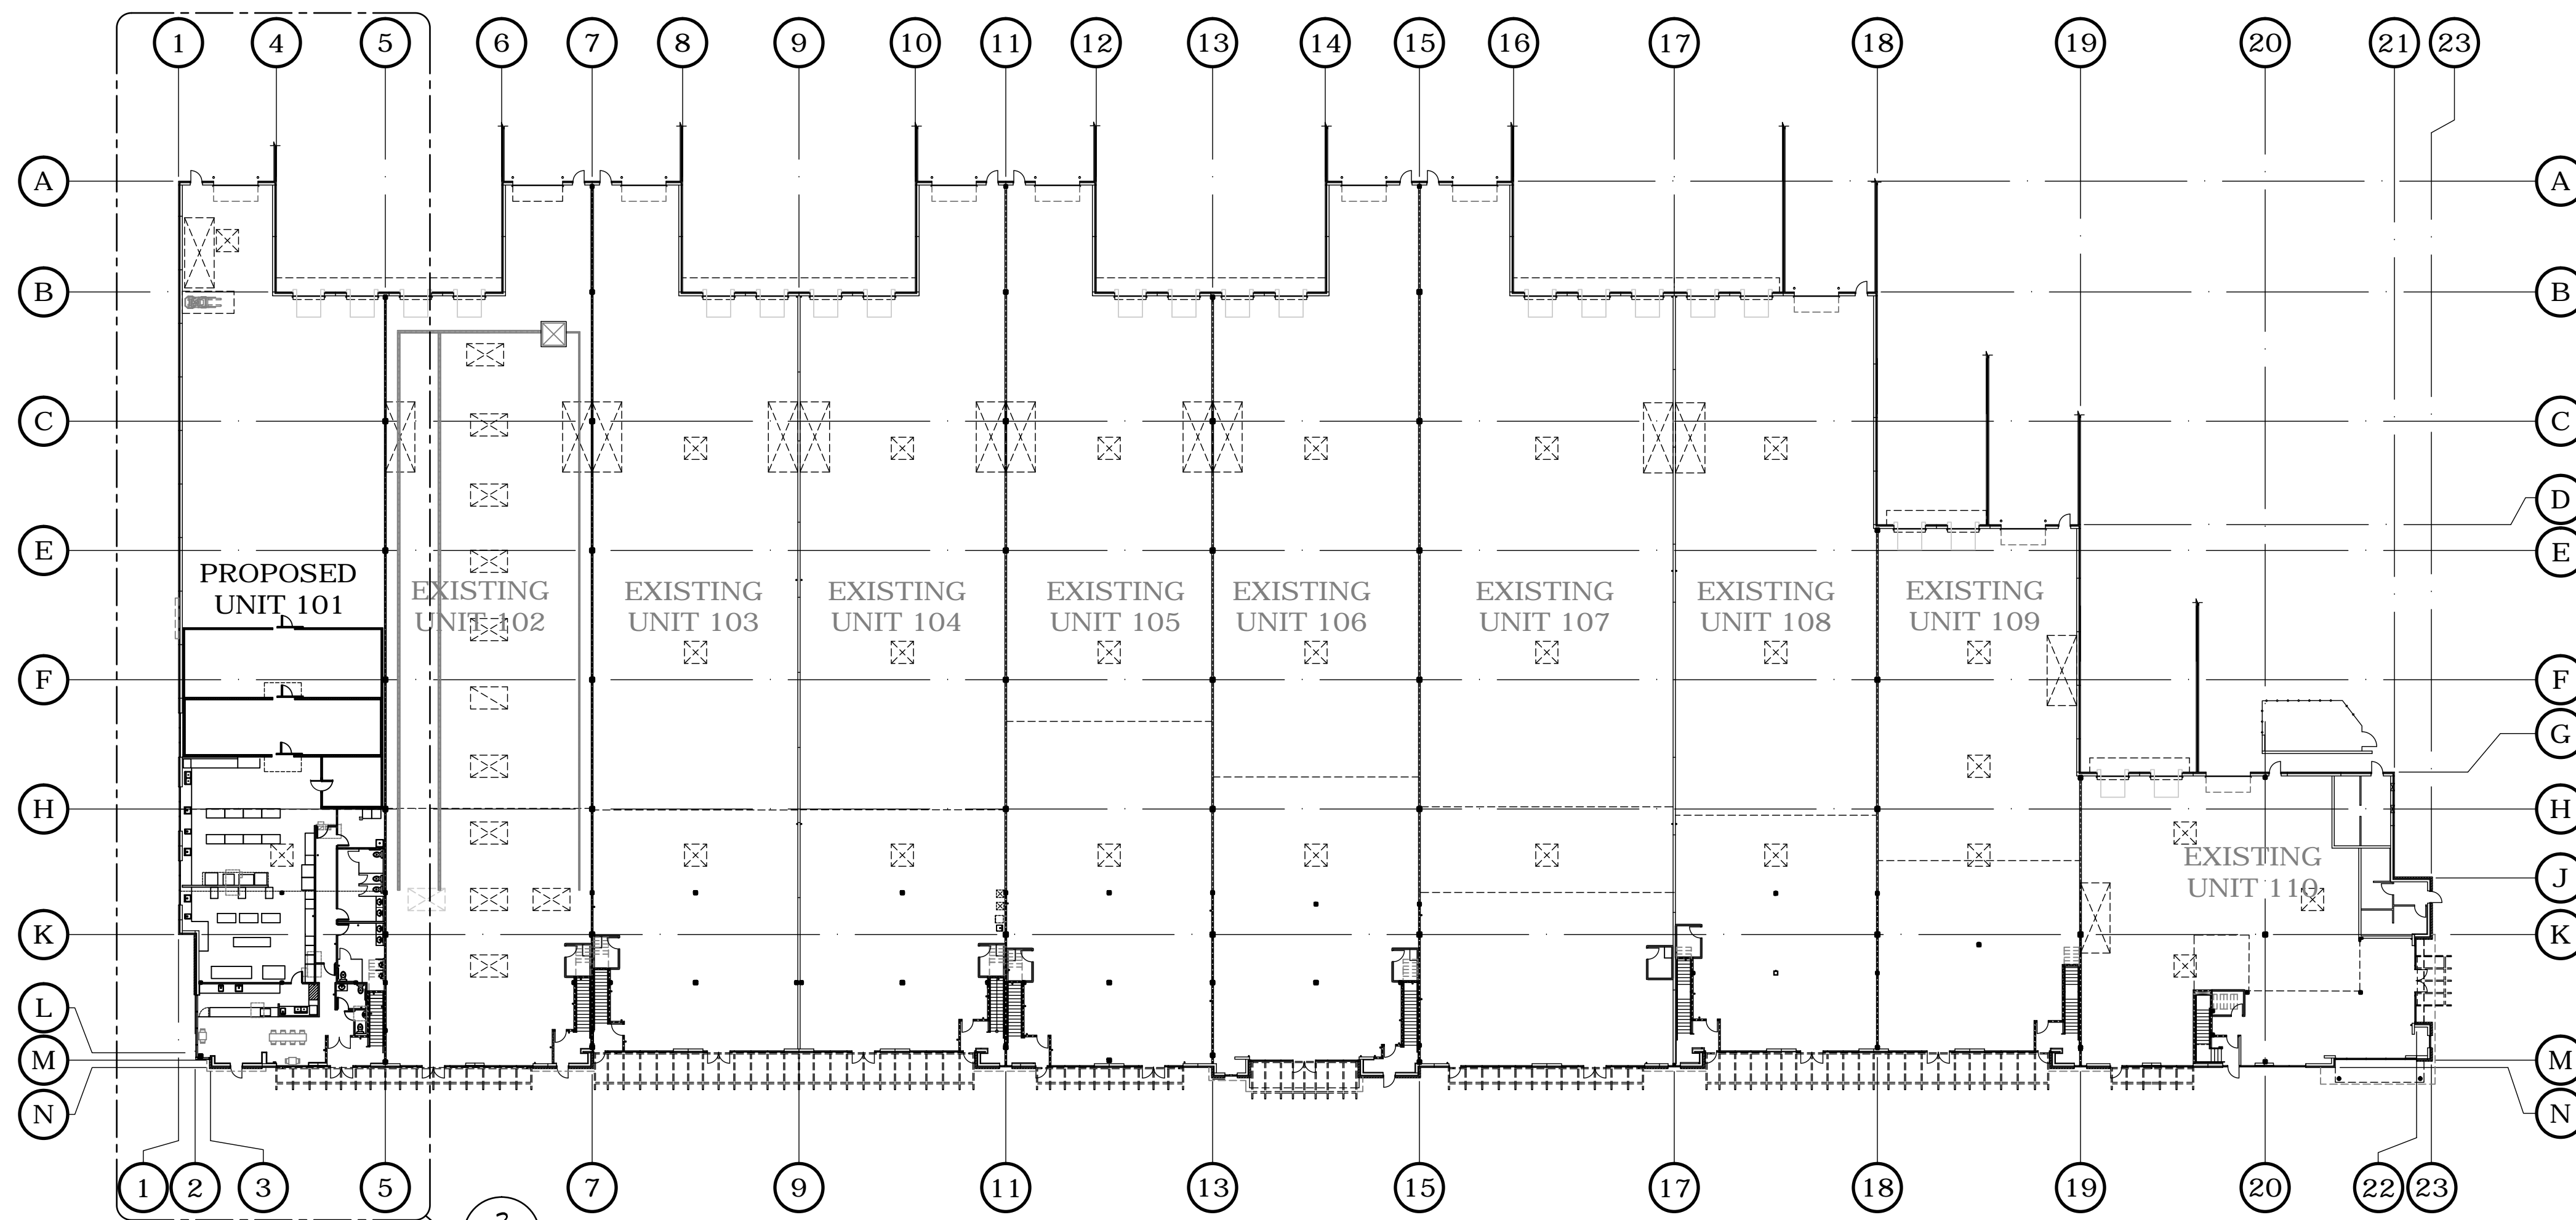 1 4 5 6 7 8 9 10 11 12 13 14 15 16 17 18 19 20 21 23
A A
B B
C C
D
E E
PROPOSED
UNIT 101
EXISTING
UNIT 102
EXISTING
UNIT 103
EXISTING
UNIT 104
EXISTING
UNIT 105
EXISTING
UNIT 106
EXISTING
UNIT 107
EXISTING
UNIT 108
EXISTING
UNIT 109
F F
G
H H
EXISTING
UNIT 110
J
K K
L
M M
N N
1 2 3 5 7 9 11 13 15 17 18 19 20 22 23